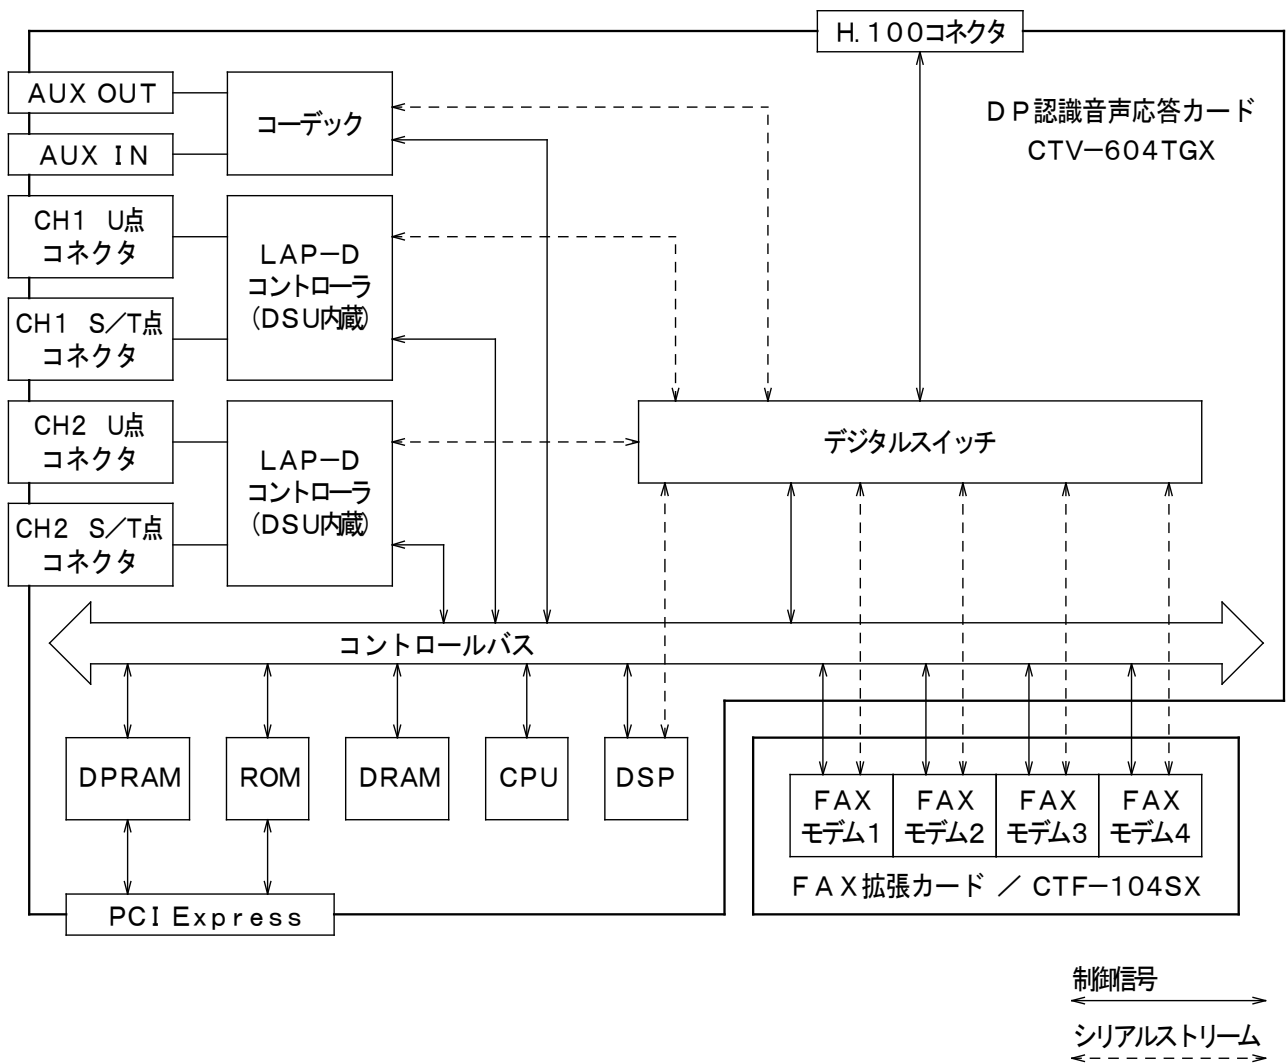 H.100コネクタ
AUX OUT
コーデック
AUX IN
DP認識音声応答カード
CTV−604TGX
CH1 U点
コネクタ
LAP−D
コントローラ
(DSU内蔵)
CH1 S／T点
コネクタ
CH2 U点
コネクタ
LAP−D
コントローラ
(DSU内蔵)
デジタルスイッチ
CH2 S／T点
コネクタ
コントロールバス
DPRAM
ROM
DRAM
CPU
DSP
FAX
モデム1
FAX
モデム2
FAX
モデム3
FAX
モデム4
FAX拡張カード ／ CTF−104SX
PCI Express
制御信号
シリアルストリーム